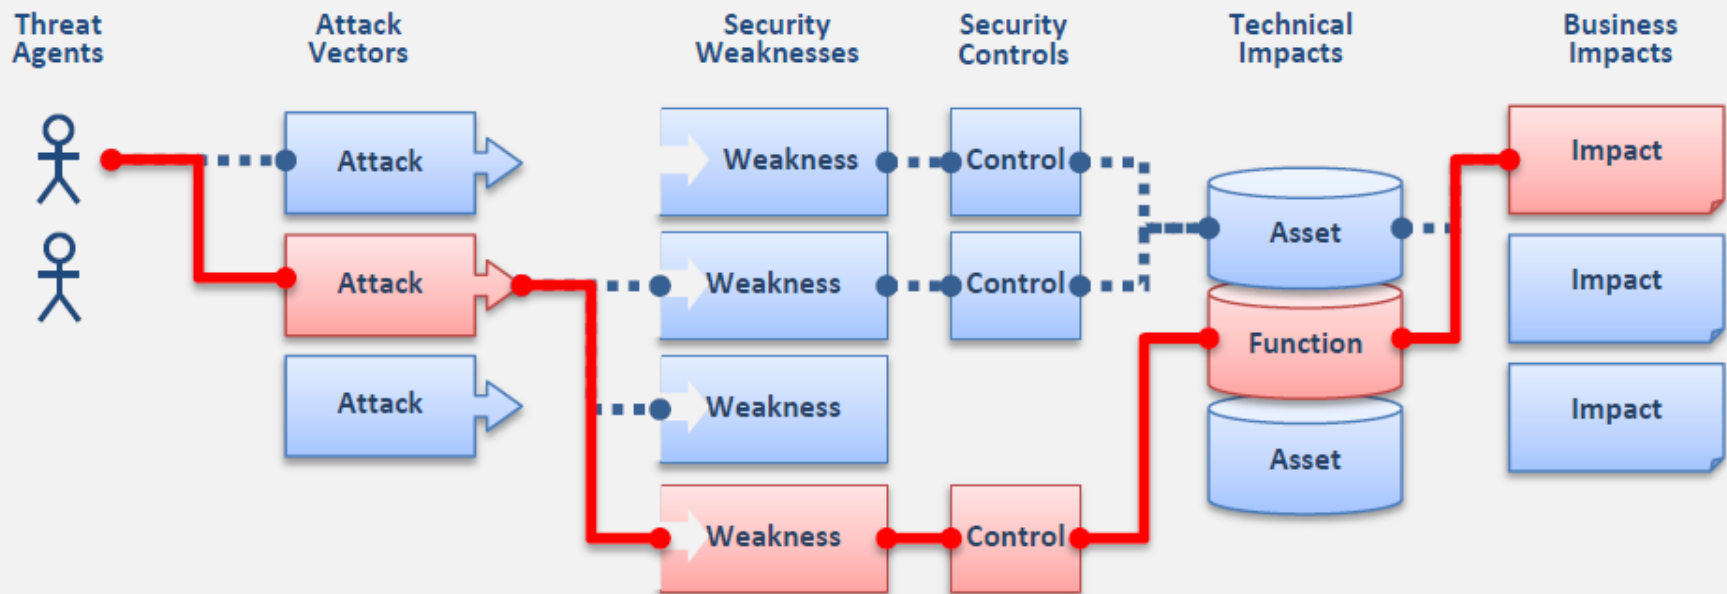 Threat
Agents
Attack
Vectors
Security
Weaknesses
Security
Controls
Technical
Impacts
Business
Impacts
Attack
Weakness
Control
Impact
Asset
Attack
Weakness
Control
Impact
Function
Attack
Weakness
Impact
Asset
Weakness
Control